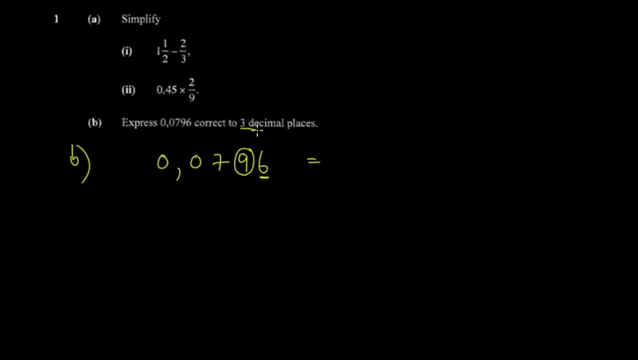 1 (a) Simplify
(i) 1 1/2 − 2/3,
(ii) 0,45 × 2/9.
(b) Express 0,0796 correct to 3 decimal places.
b) 0,0796 =